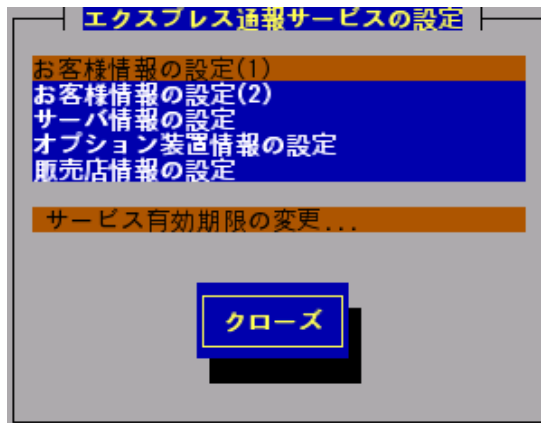 エクスプレス通報サービスの設定
お客様情報の設定(1)
お客様情報の設定(2)
サーバ情報の設定
オプション装置情報の設定
販売店情報の設定
サービス有効期限の変更...
クローズ